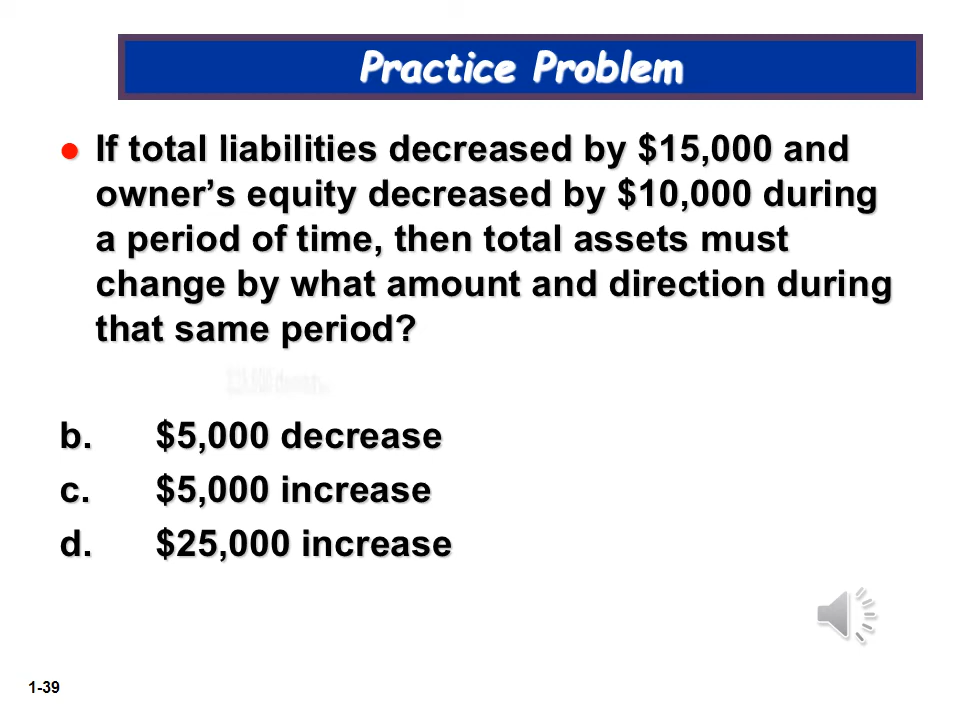 Practice Problem
If total liabilities decreased by $15,000 and
owner’s equity decreased by $10,000 during
a period of time, then total assets must
change by what amount and direction during
that same period?
b. $5,000 decrease
c. $5,000 increase
d. $25,000 increase
1-39